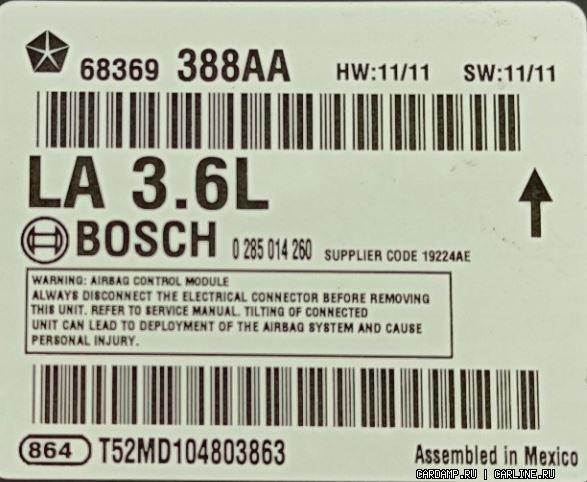 68369 388AA HW:11/11 SW:11/11
LA 3.6L
BOSCH 0 285 014 260 SUPPLIER CODE 19224AE
WARNING: AIRBAG CONTROL MODULE
ALWAYS DISCONNECT THE ELECTRICAL CONNECTOR BEFORE REMOVING
THIS UNIT. REFER TO SERVICE MANUAL. TILTING OF CONNECTED
UNIT CAN LEAD TO DEPLOYMENT OF THE AIRBAG SYSTEM AND CAUSE
PERSONAL INJURY.
864 T52MD104803863 Assembled in Mexico
CARDAMP.RU | CARLINE.RU